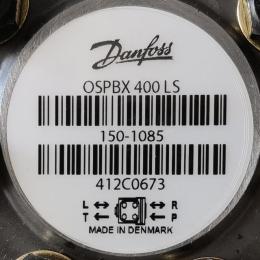 Danfoss
OSPBX 400 LS
150-1085
412C0673
L R
T P
MADE IN DENMARK